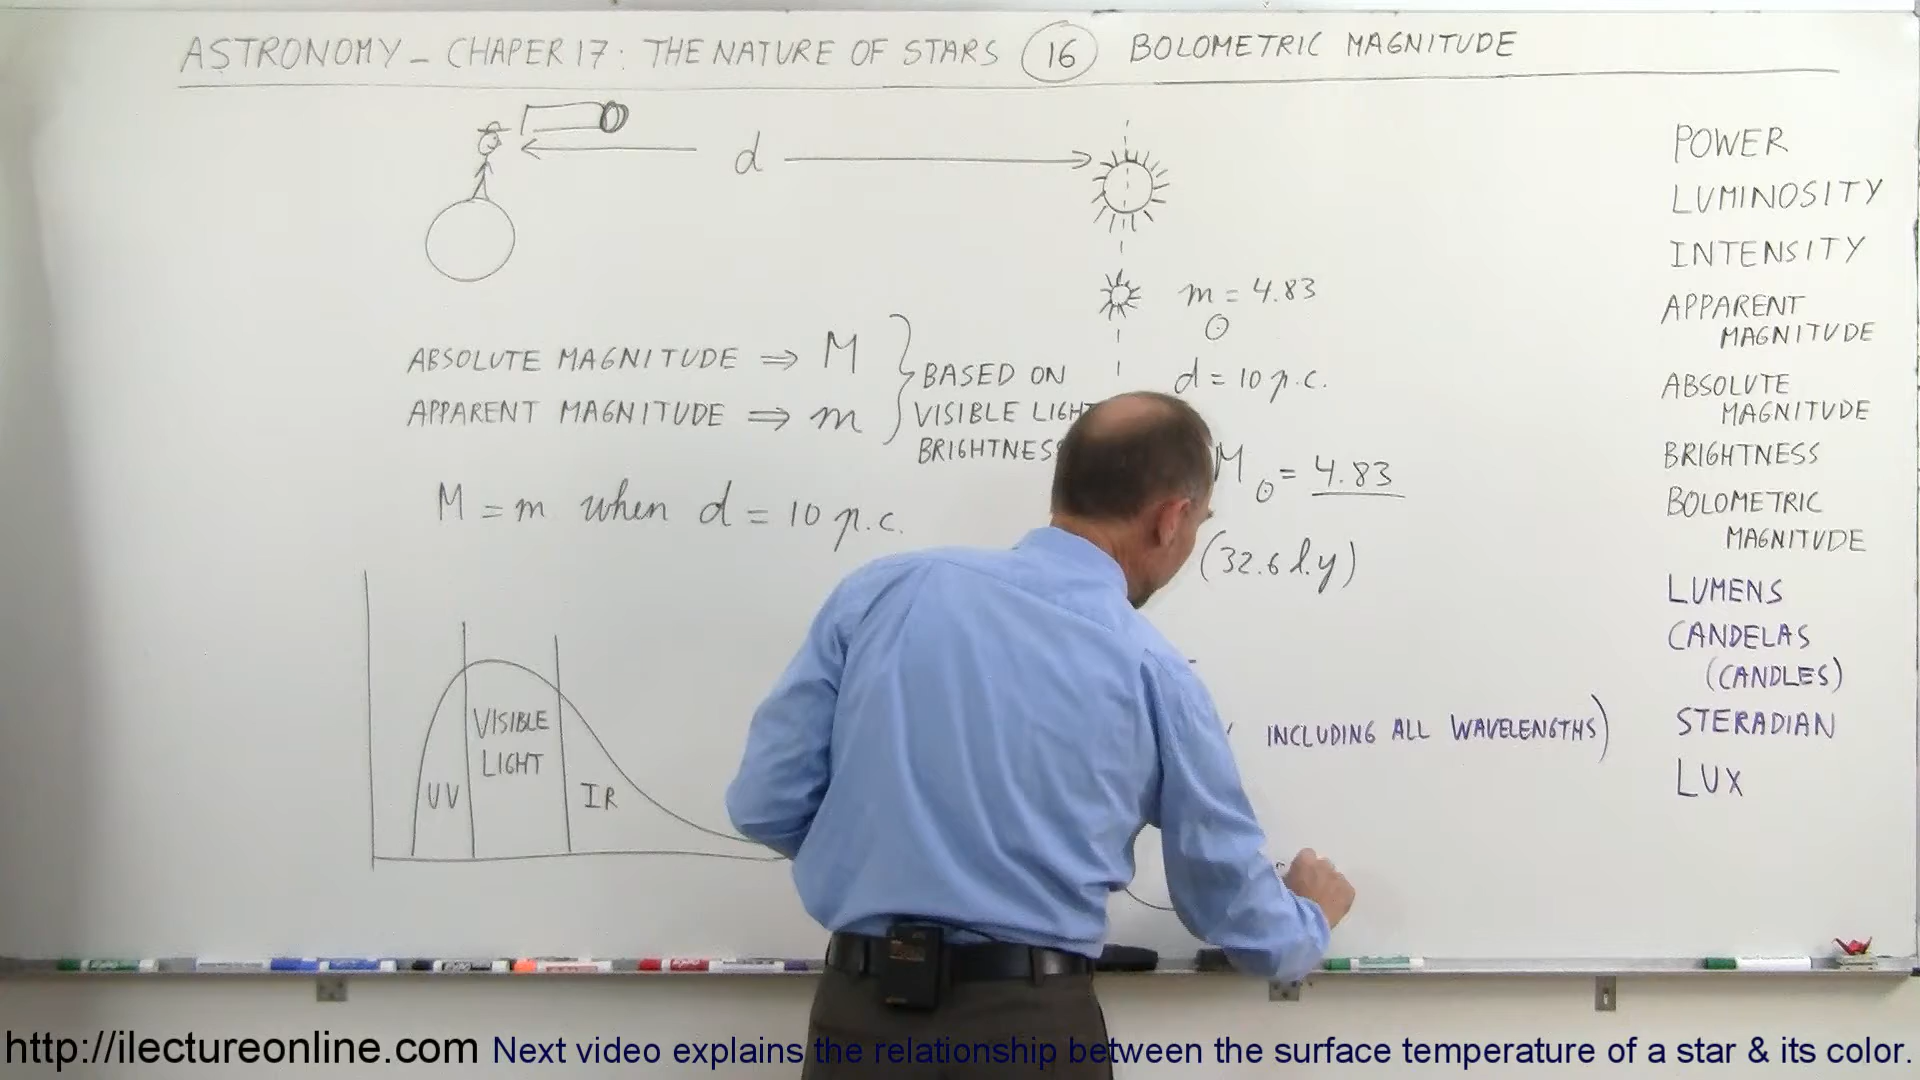 ASTRONOMY - CHAPER 17: THE NATURE OF STARS 16 BOLOMETRIC MAGNITUDE
d
m☉ = 4.83
d = 10 p.c.
M☉ = 4.83
(32.6 l.y)
ABSOLUTE MAGNITUDE ⇒ M
APPARENT MAGNITUDE ⇒ m
BASED ON
VISIBLE LIGHT
BRIGHTNESS
M = m when d = 10 p.c.
UV
VISIBLE
LIGHT
IR
INCLUDING ALL WAVELENGTHS)
POWER
LUMINOSITY
INTENSITY
APPARENT
MAGNITUDE
ABSOLUTE
MAGNITUDE
BRIGHTNESS
BOLOMETRIC
MAGNITUDE
LUMENS
CANDELAS
(CANDLES)
STERADIAN
LUX
http://ilectureonline.com Next video explains the relationship between the surface temperature of a star & its color.